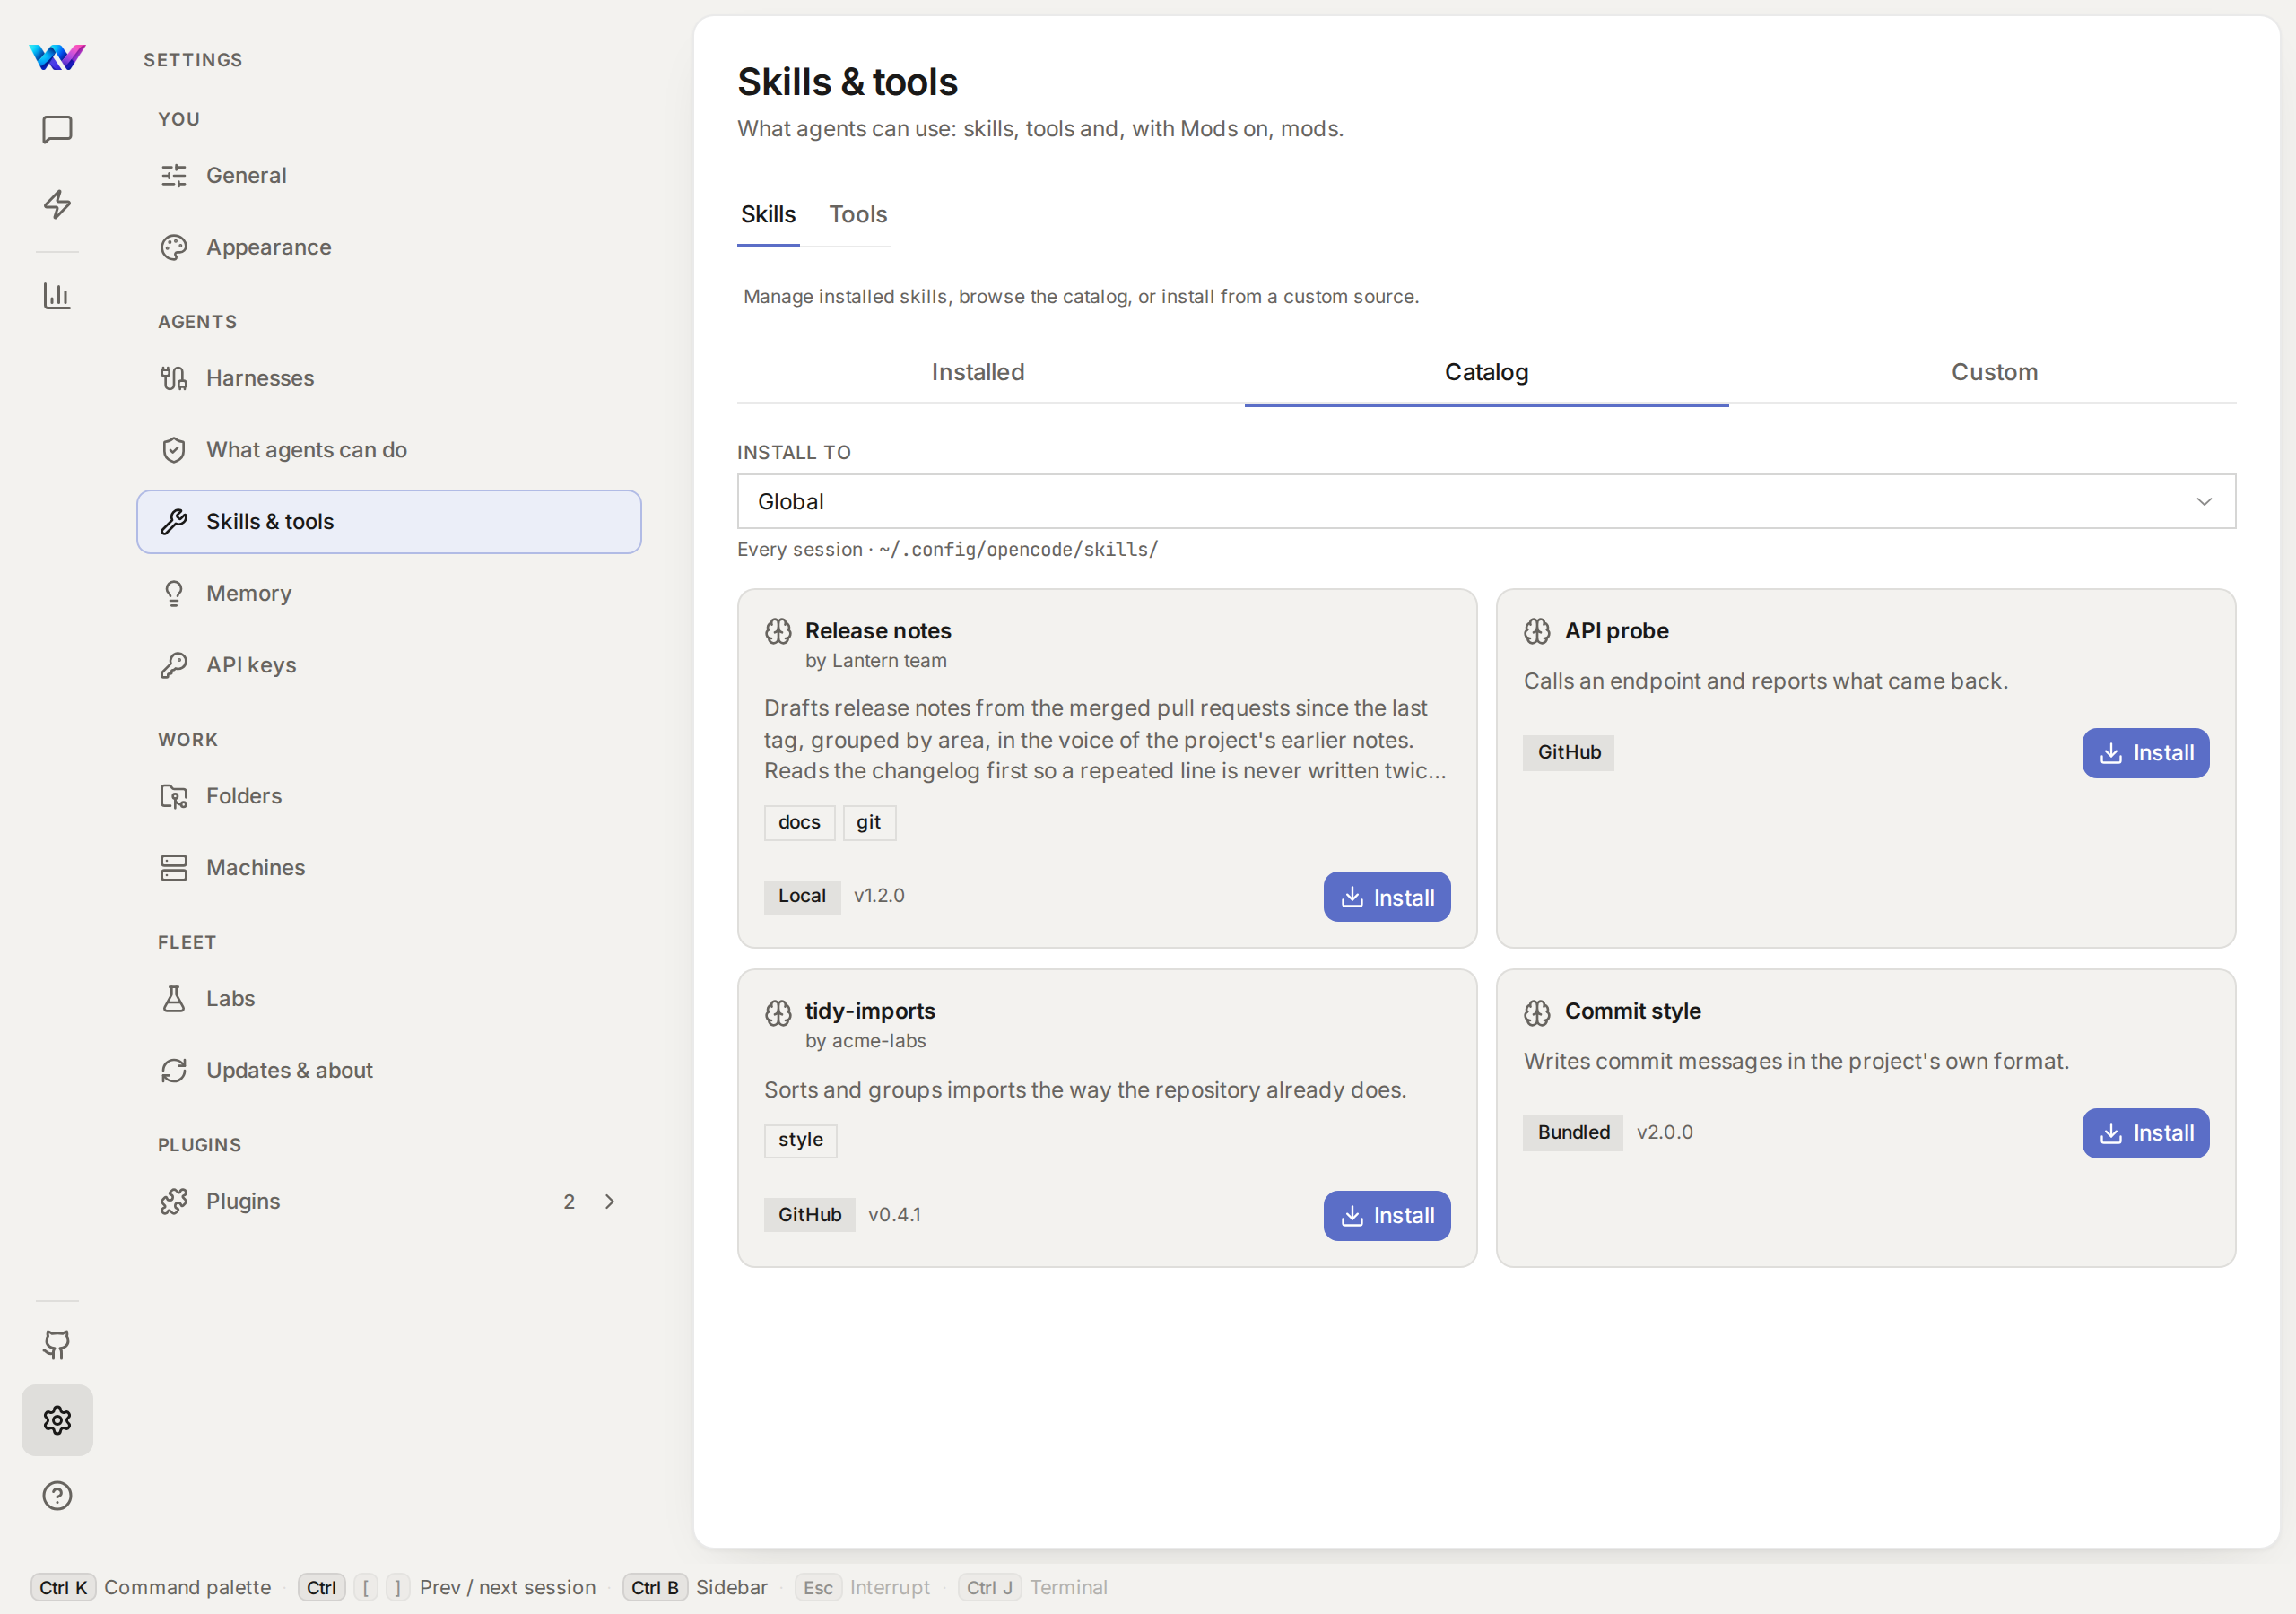 SETTINGS
YOU
General
Appearance
AGENTS
Harnesses
What agents can do
Skills & tools
Memory
API keys
WORK
Folders
Machines
FLEET
Labs
Updates & about
PLUGINS
Plugins 2
Skills & tools
What agents can use: skills, tools and, with Mods on, mods.
Skills Tools
Manage installed skills, browse the catalog, or install from a custom source.
Installed Catalog Custom
INSTALL TO
Global
Every session · ~/.config/opencode/skills/
Release notes
by Lantern team
Drafts release notes from the merged pull requests since the last
tag, grouped by area, in the voice of the project's earlier notes.
Reads the changelog first so a repeated line is never written twic...
docs git
Local v1.2.0 Install
API probe
Calls an endpoint and reports what came back.
GitHub Install
tidy-imports
by acme-labs
Sorts and groups imports the way the repository already does.
style
GitHub v0.4.1 Install
Commit style
Writes commit messages in the project's own format.
Bundled v2.0.0 Install
Ctrl K Command palette · Ctrl [ ] Prev / next session · Ctrl B Sidebar · Esc Interrupt · Ctrl J Terminal